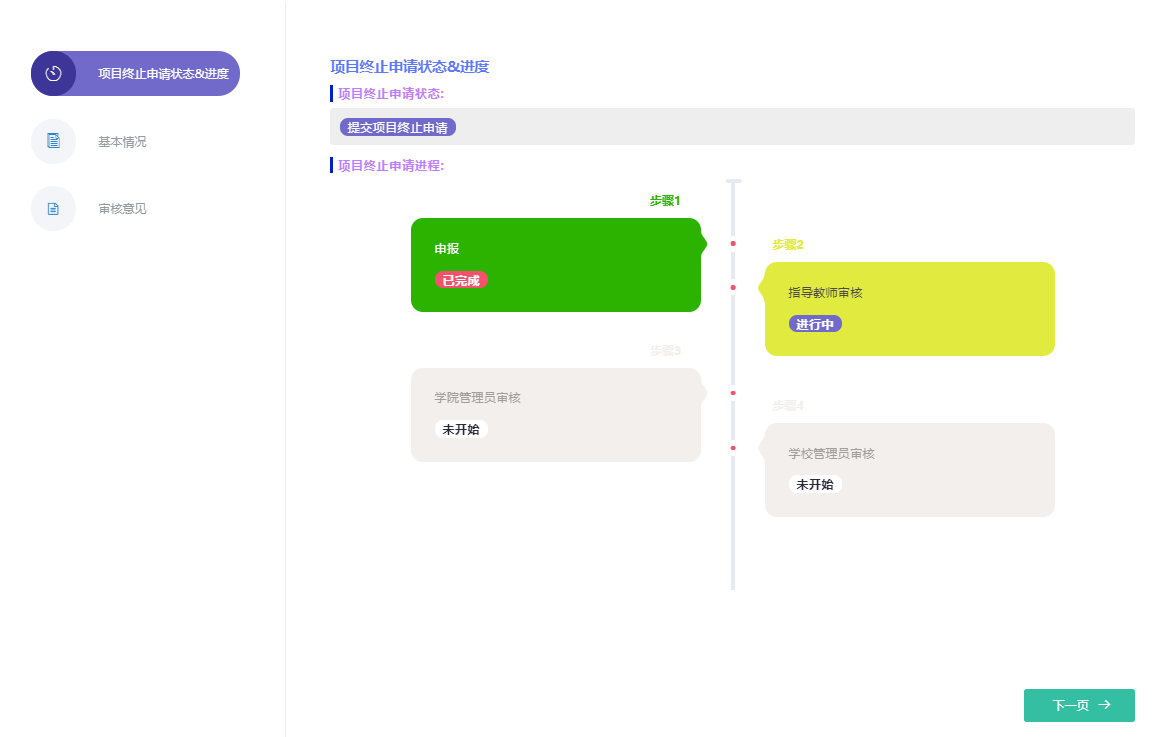 项目终止申请状态&进度
基本情况
审核意见
项目终止申请状态&进度
项目终止申请状态:
提交项目终止申请
项目终止申请进程:
步骤1
申报
已完成
步骤2
指导教师审核
进行中
步骤3
学院管理员审核
未开始
步骤4
学校管理员审核
未开始
下一页